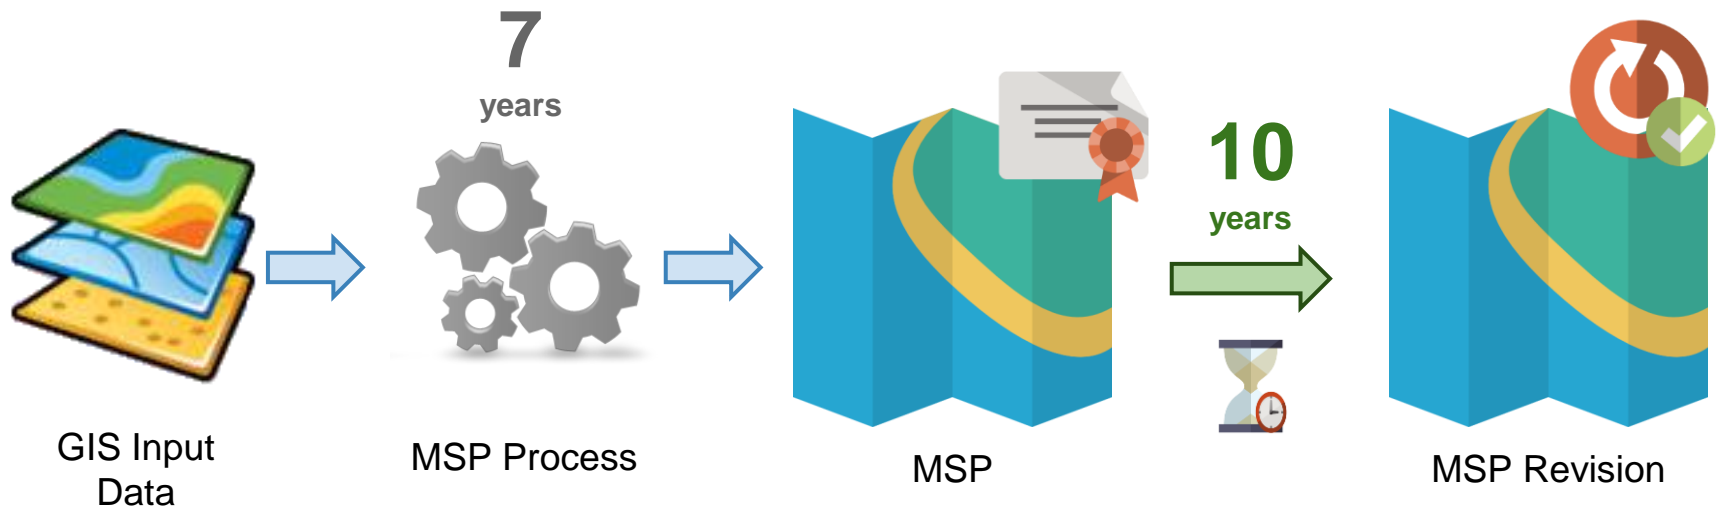 7
years
10
years
GIS Input
Data
MSP Process
MSP
MSP Revision